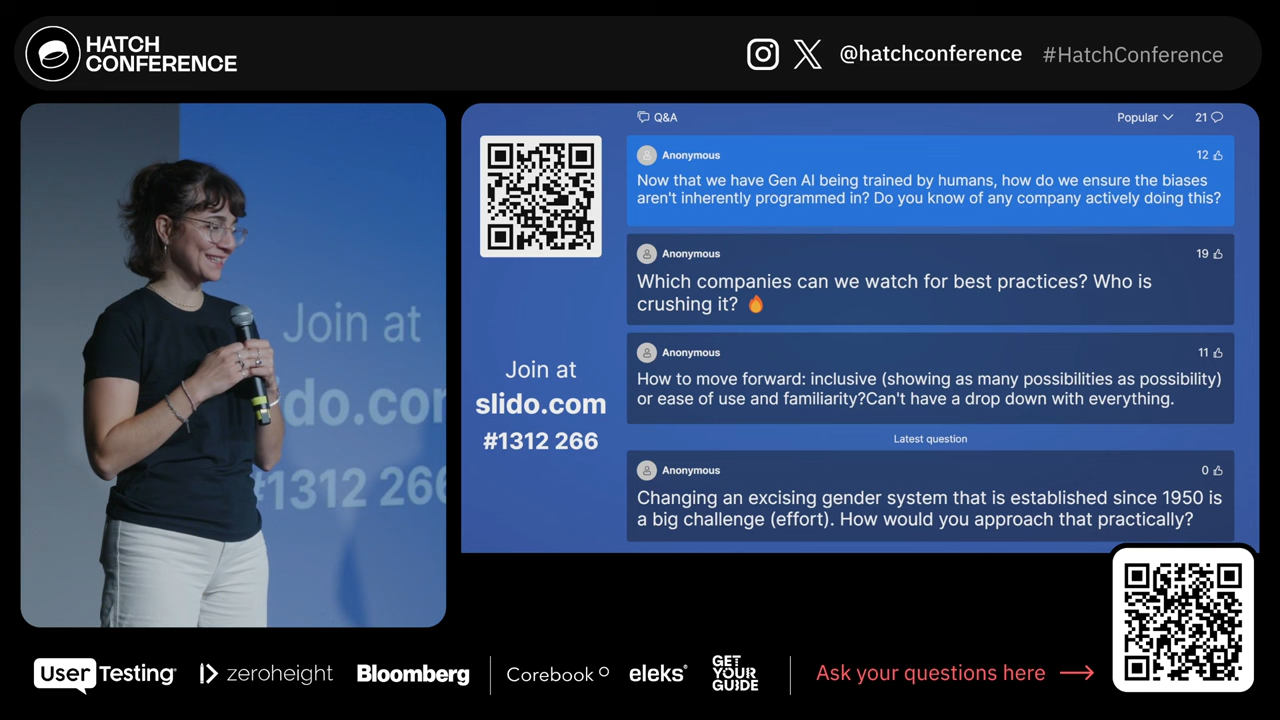 HATCH
CONFERENCE
@hatchconference #HatchConference
Join at
ido.com
#1312 266
Q&A
Popular 21
Join at
slido.com
#1312 266
Anonymous 12
Now that we have Gen AI being trained by humans, how do we ensure the biases
aren't inherently programmed in? Do you know of any company actively doing this?
Anonymous 19
Which companies can we watch for best practices? Who is
crushing it? 🔥
Anonymous 11
How to move forward: inclusive (showing as many possibilities as possibility)
or ease of use and familiarity?Can't have a drop down with everything.
Latest question
Anonymous 0
Changing an excising gender system that is established since 1950 is
a big challenge (effort). How would you approach that practically?
UserTesting zeroheight Bloomberg Corebook eleks GET
YOUR
GUIDE
Ask your questions here →